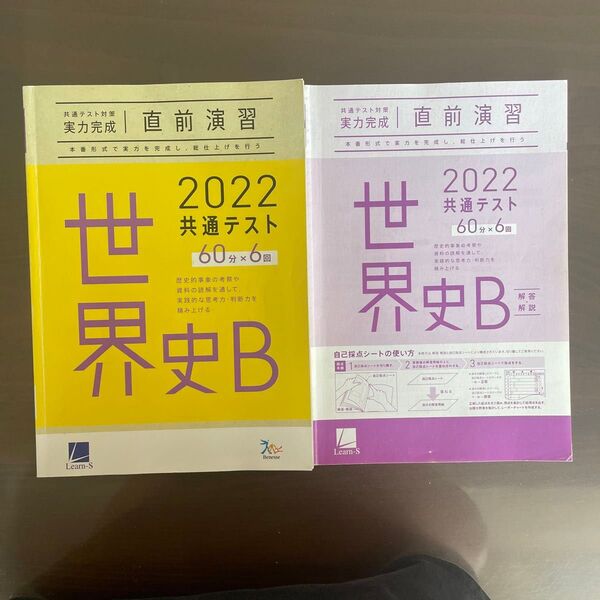 共通テスト対策
実力完成
直前演習
本番形式で実力を完成し、総仕上げを行う
2022
共通テスト
60分×6回
歴史的事象の考察や
資料の読解を通して、
実践的な思考力・判断力を
積み上げる
世界史B
Learn-S
Benesse
共通テスト対策
実力完成
直前演習
本番形式で実力を完成し、総仕上げを行う
2022
共通テスト
60分×6回
歴史的事象の考察や
資料の読解を通して、
実践的な思考力・判断力を
積み上げる
世界史B
解答・
解説
自己採点シートの使い方
Learn-S